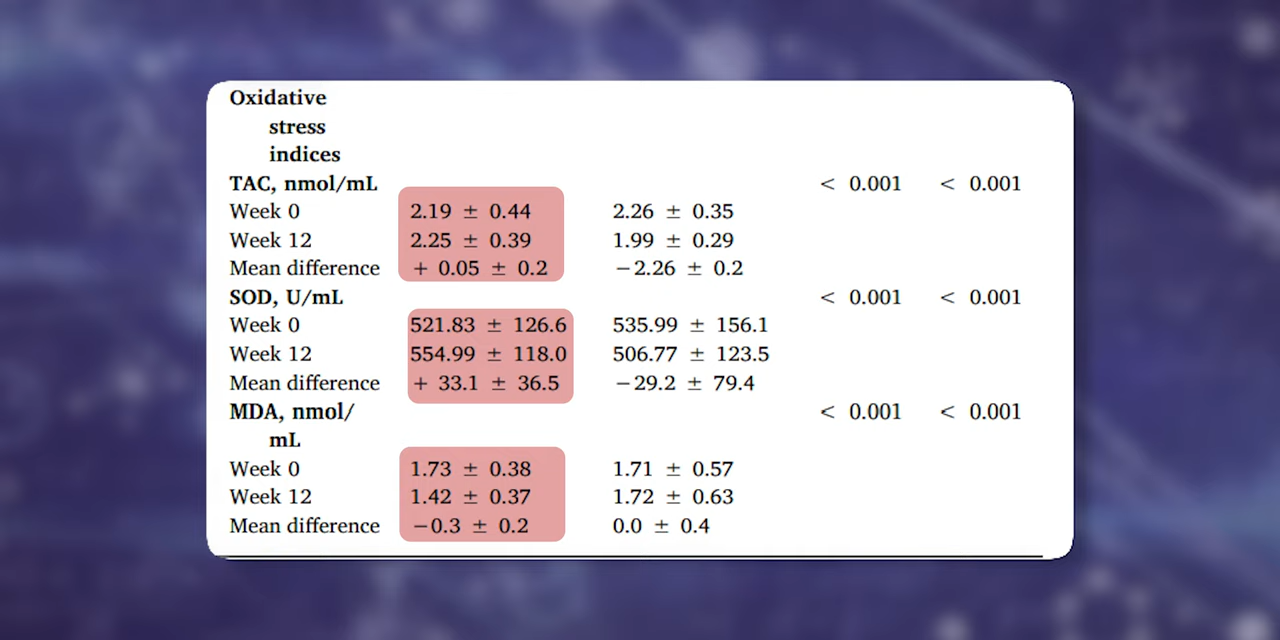 Oxidative
stress
indices
TAC, nmol/mL < 0.001 < 0.001
Week 0 2.19 ± 0.44 2.26 ± 0.35
Week 12 2.25 ± 0.39 1.99 ± 0.29
Mean difference + 0.05 ± 0.2 −2.26 ± 0.2
SOD, U/mL < 0.001 < 0.001
Week 0 521.83 ± 126.6 535.99 ± 156.1
Week 12 554.99 ± 118.0 506.77 ± 123.5
Mean difference + 33.1 ± 36.5 −29.2 ± 79.4
MDA, nmol/ < 0.001 < 0.001
mL
Week 0 1.73 ± 0.38 1.71 ± 0.57
Week 12 1.42 ± 0.37 1.72 ± 0.63
Mean difference −0.3 ± 0.2 0.0 ± 0.4